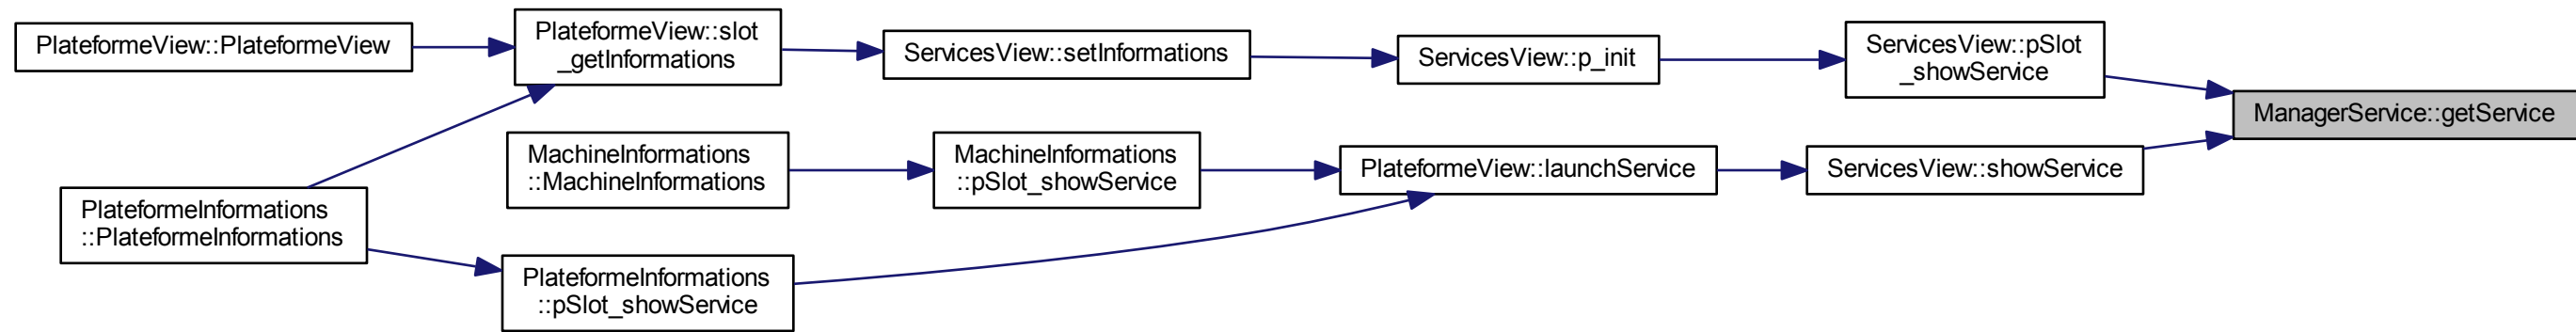 PlateformeView::PlateformeView
PlateformeView::slot
_getInformations
ServicesView::setInformations
ServicesView::p_init
ServicesView::pSlot
_showService
ManagerService::getService
MachineInformations
::MachineInformations
MachineInformations
::pSlot_showService
PlateformeView::launchService
ServicesView::showService
PlateformeInformations
::PlateformeInformations
PlateformeInformations
::pSlot_showService